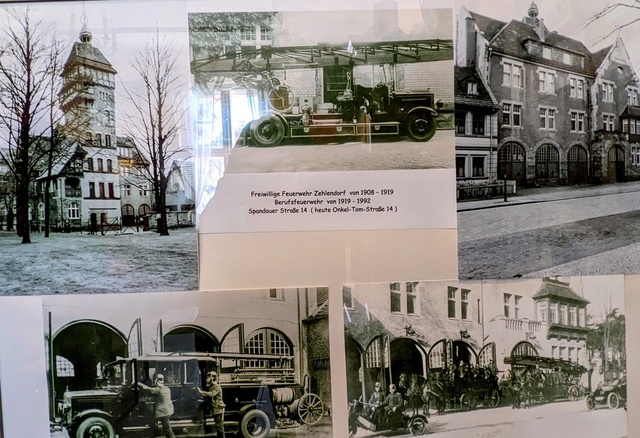 Freiwillige Feuerwehr Zehlendorf von 1908 - 1919
Berufsfeuerwehr von 1919 - 1992
Spandauer Straße 14 ( heute Onkel-Tom-Straße 14 )